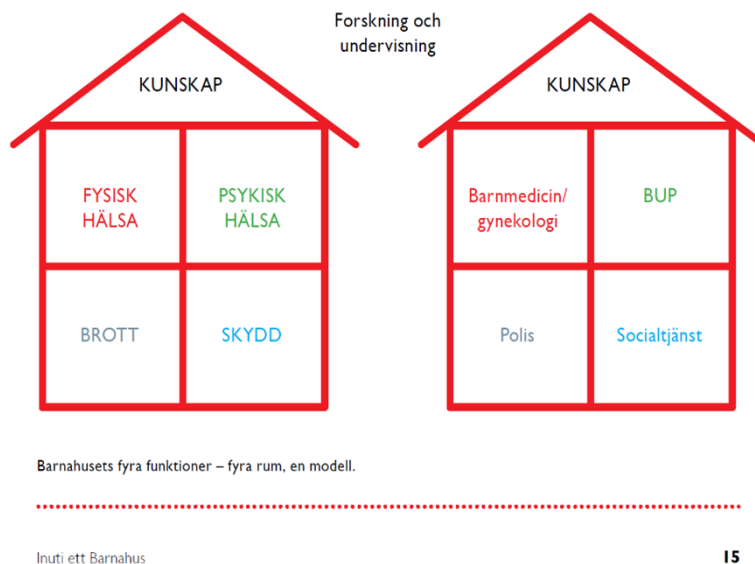 Forskning och
undervisning
KUNSKAP
FYSISK
HÄLSA
PSYKISK
HÄLSA
BROTT
SKYDD
KUNSKAP
Barnmedicin/
gynekologi
BUP
Polis
Socialtjänst
Barnahusets fyra funktioner – fyra rum, en modell.
Inuti ett Barnahus
15